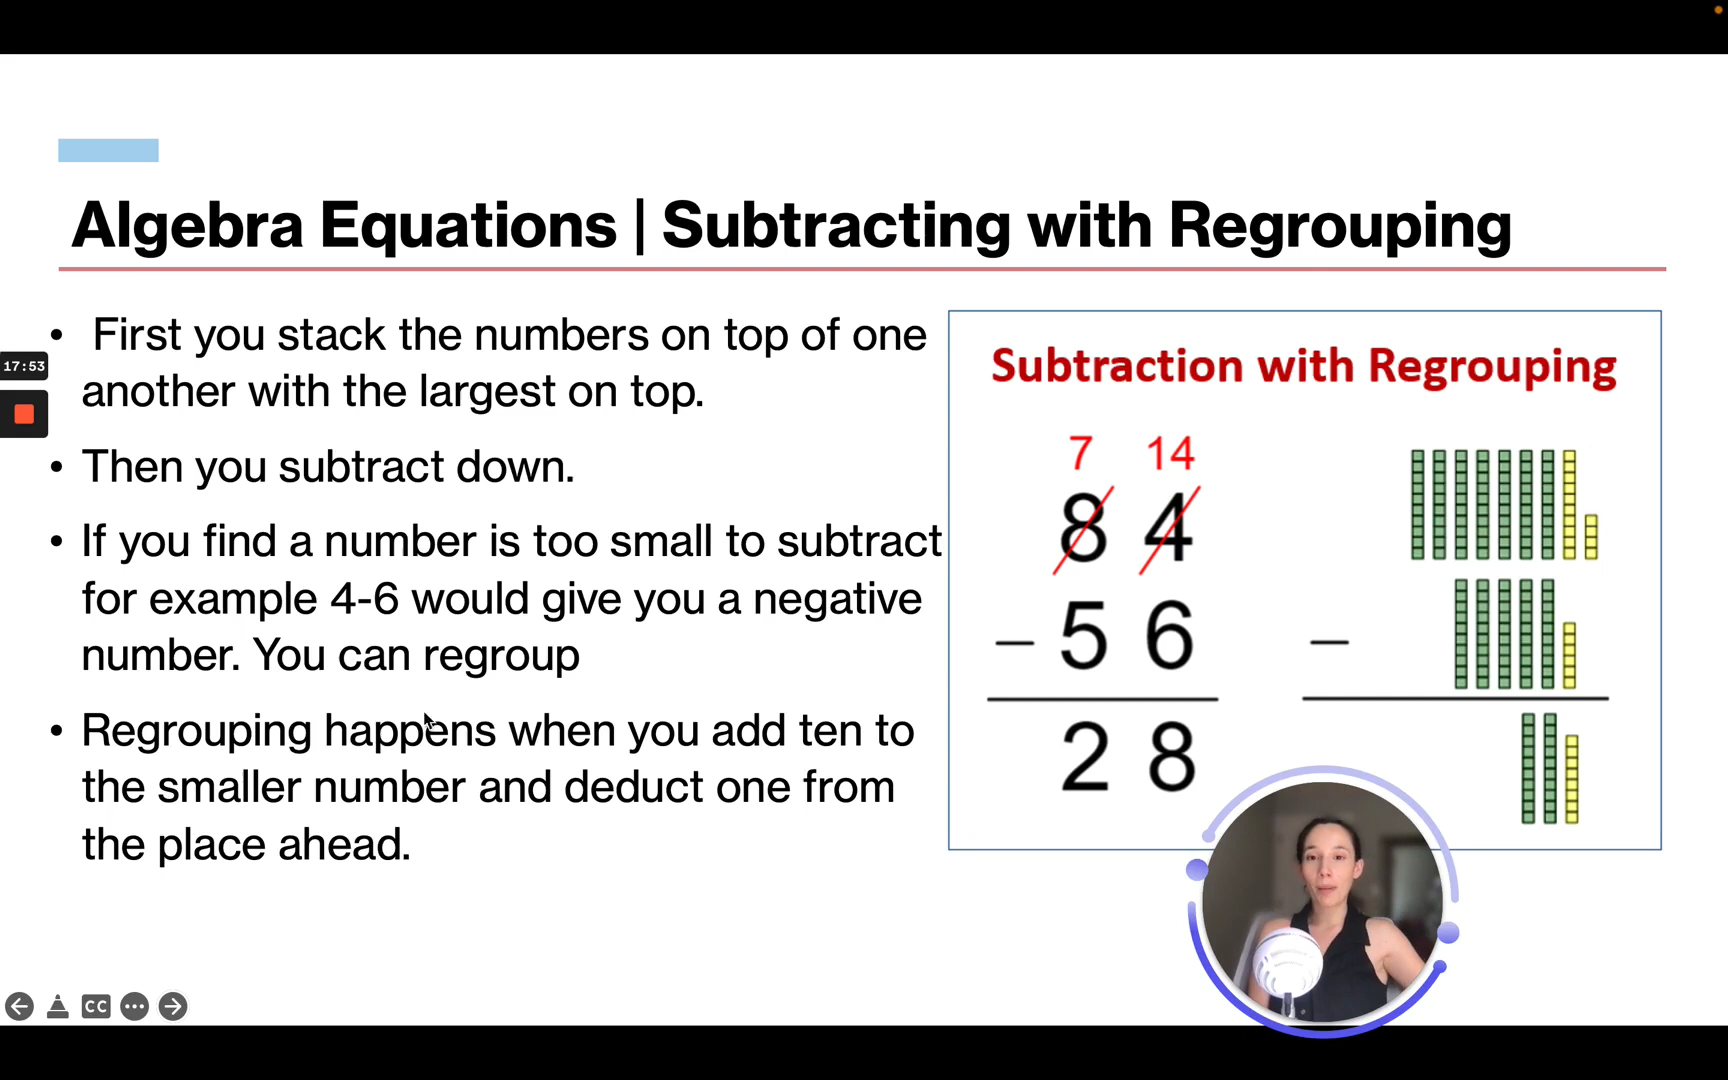 Algebra Equations | Subtracting with Regrouping
• First you stack the numbers on top of one
another with the largest on top.
• Then you subtract down.
• If you find a number is too small to subtract
for example 4-6 would give you a negative
number. You can regroup
• Regrouping happens when you add ten to
the smaller number and deduct one from
the place ahead.
17:53
Subtraction with Regrouping
7 14
8 4
– 5 6
–
2 8
CC